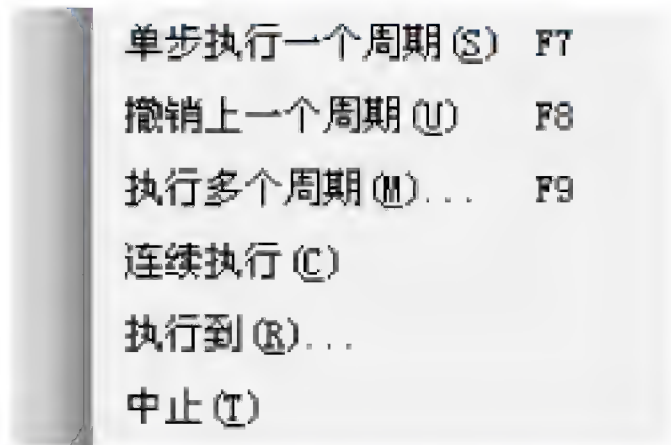 单步执行一个周期(S) F7
撤销上一个周期(U) F8
执行多个周期(M)... F9
连续执行(C)
执行到(R)...
中止(T)